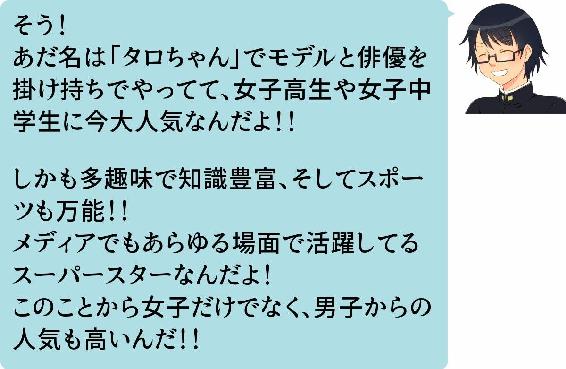 そう！
あだ名は「タロちゃん」でモデルと俳優を
掛け持ちでやってて、女子高生や女子中
学生に今大人気なんだよ！！
しかも多趣味で知識豊富、そしてスポー
ツも万能！！
メディアでもあらゆる場面で活躍してる
スーパースターなんだよ！
このことから女子だけでなく、男子からの
人気も高いんだ！！